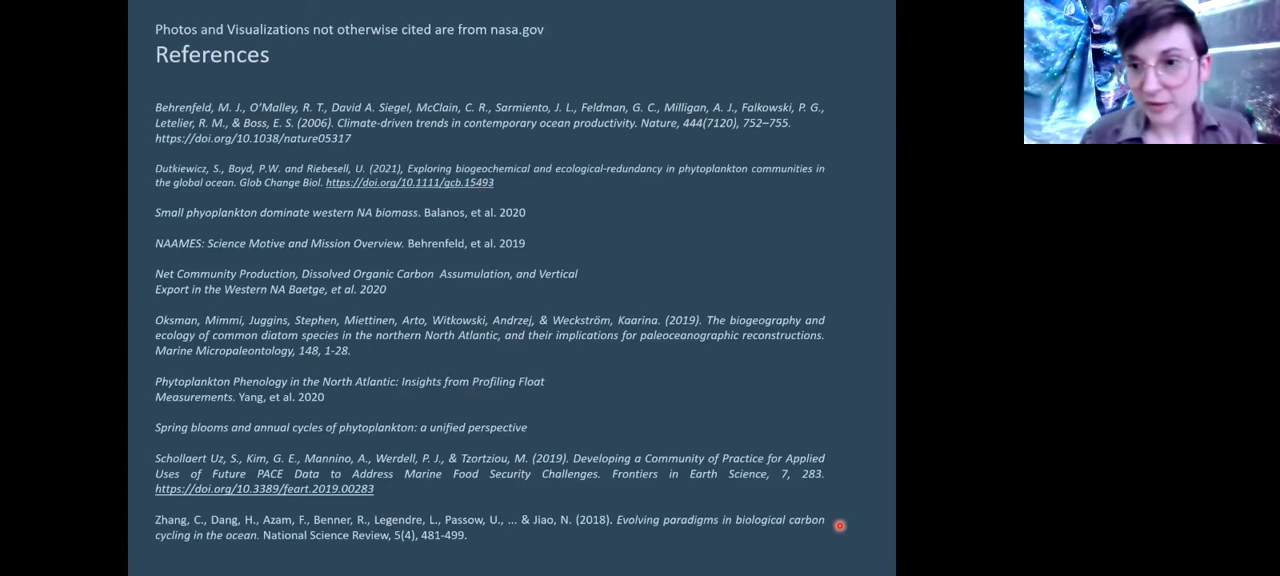 Photos and Visualizations not otherwise cited are from nasa.gov
References
Behrenfeld, M. J., O’Malley, R. T., David A. Siegel, McClain, C. R., Sarmiento, J. L., Feldman, G. C., Milligan, A. J., Falkowski, P. G.,
Letelier, R. M., & Boss, E. S. (2006). Climate-driven trends in contemporary ocean productivity. Nature, 444(7120), 752–755.
https://doi.org/10.1038/nature05317
Dutkiewicz, S., Boyd, P.W. and Riebesell, U. (2021), Exploring biogeochemical and ecological-redundancy in phytoplankton communities in
the global ocean. Glob Change Biol. https://doi.org/10.1111/gcb.15493
Small phyoplankton dominate western NA biomass. Balanos, et al. 2020
NAAMES: Science Motive and Mission Overview. Behrenfeld, et al. 2019
Net Community Production, Dissolved Organic Carbon Assumulation, and Vertical
Export in the Western NA Baetge, et al. 2020
Oksman, Mimmi, Juggins, Stephen, Miettinen, Arto, Witkowski, Andrzej, & Weckström, Kaarina. (2019). The biogeography and
ecology of common diatom species in the northern North Atlantic, and their implications for paleoceanographic reconstructions.
Marine Micropaleontology, 148, 1-28.
Phytoplankton Phenology in the North Atlantic: Insights from Profiling Float
Measurements. Yang, et al. 2020
Spring blooms and annual cycles of phytoplankton: a unified perspective
Schollaert Uz, S., Kim, G. E., Mannino, A., Werdell, P. J., & Tzortziou, M. (2019). Developing a Community of Practice for Applied
Uses of Future PACE Data to Address Marine Food Security Challenges. Frontiers in Earth Science, 7, 283.
https://doi.org/10.3389/feart.2019.00283
Zhang, C., Dang, H., Azam, F., Benner, R., Legendre, L., Passow, U., ... & Jiao, N. (2018). Evolving paradigms in biological carbon
cycling in the ocean. National Science Review, 5(4), 481-499.